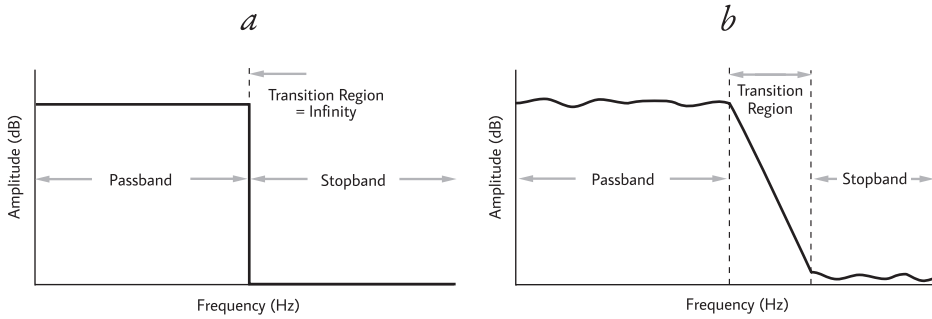 a
Transition Region
= Infinity
Amplitude (dB)
Passband
Stopband
Frequency (Hz)
b
Transition
Region
Amplitude (dB)
Passband
Stopband
Frequency (Hz)